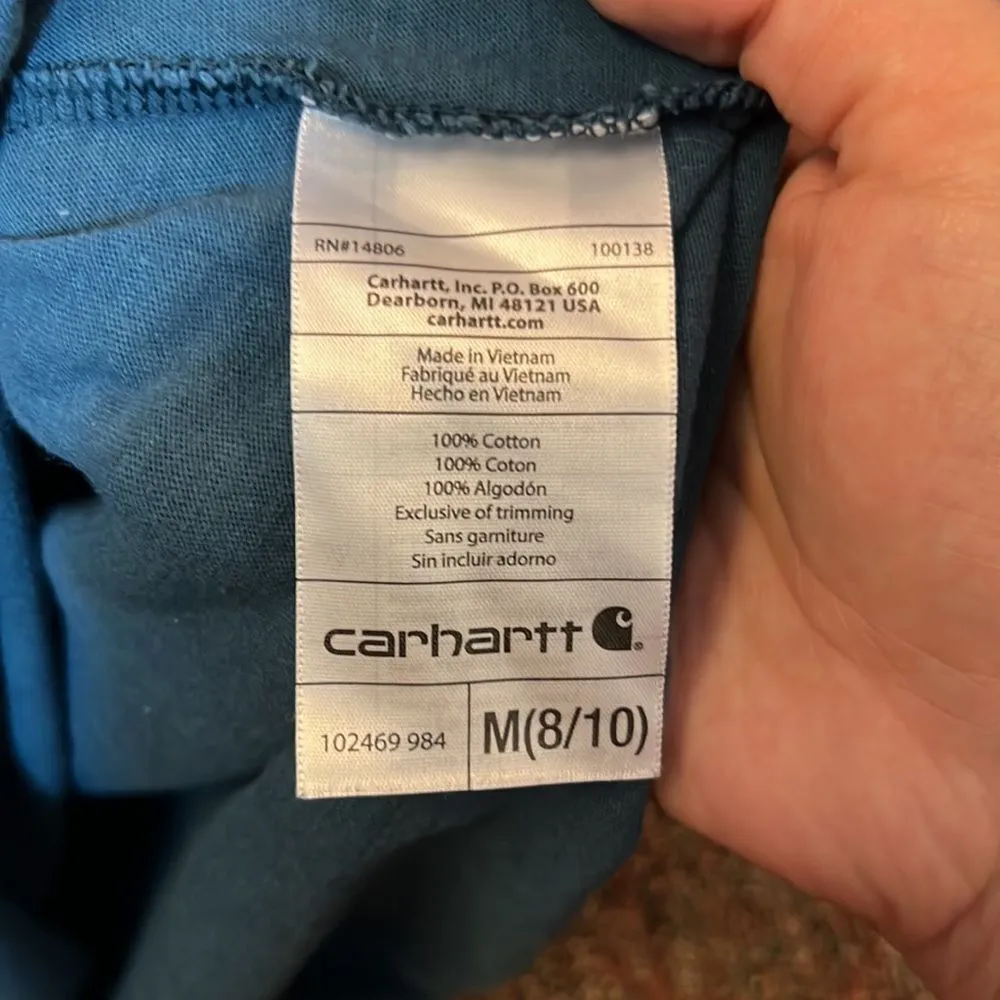 RN#14806 100138
Carhartt, Inc. P.O. Box 600
Dearborn, MI 48121 USA
carhartt.com
Made in Vietnam
Fabriqué au Vietnam
Hecho en Vietnam
100% Cotton
100% Coton
100% Algodón
Exclusive of trimming
Sans garniture
Sin incluir adorno
carhartt
102469 984 M(8/10)